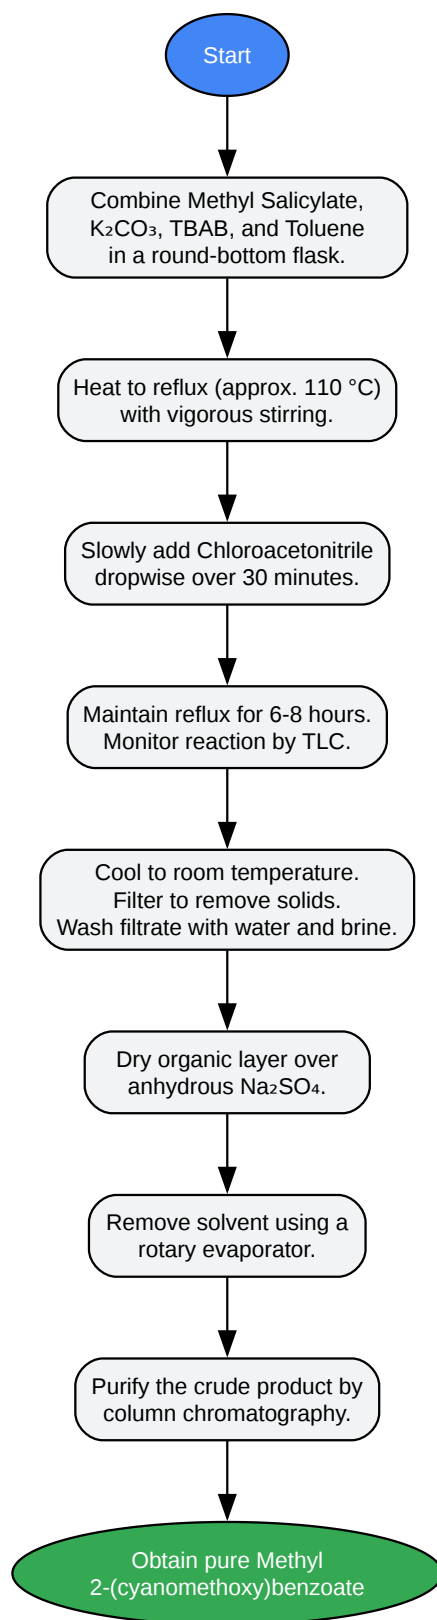 Start
Combine Methyl Salicylate,
K₂CO₃, TBAB, and Toluene
in a round-bottom flask.
Heat to reflux (approx. 110 °C)
with vigorous stirring.
Slowly add Chloroacetonitrile
dropwise over 30 minutes.
Maintain reflux for 6-8 hours.
Monitor reaction by TLC.
Cool to room temperature.
Filter to remove solids.
Wash filtrate with water and brine.
Dry organic layer over
anhydrous Na₂SO₄.
Remove solvent using a
rotary evaporator.
Purify the crude product by
column chromatography.
Obtain pure Methyl
2-(cyanomethoxy)benzoate